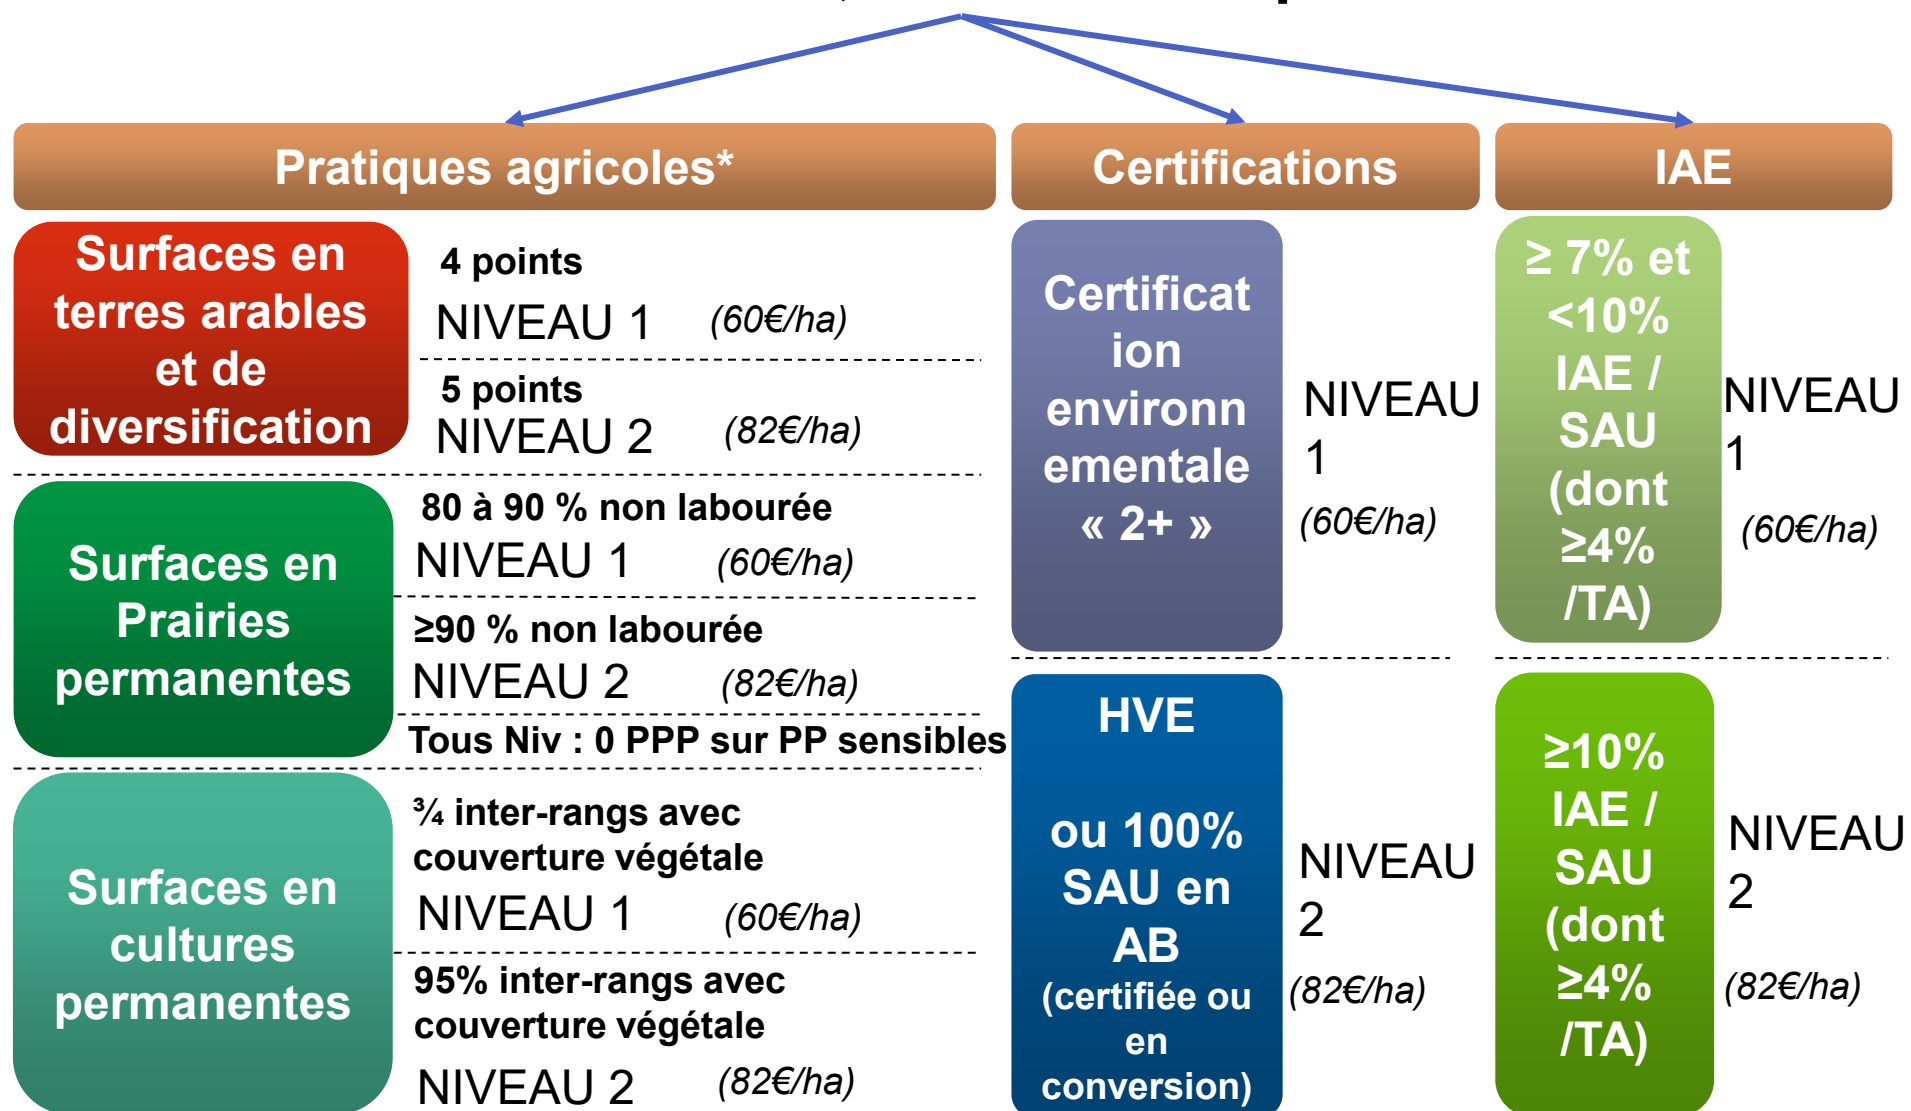 Pratiques agricoles*
Certifications
IAE
Surfaces en
terres arables
et de
diversification
4 points
NIVEAU 1 (60€/ha)
5 points
NIVEAU 2 (82€/ha)
Surfaces en
Prairies
permanentes
80 à 90 % non labourée
NIVEAU 1 (60€/ha)
≥90 % non labourée
NIVEAU 2 (82€/ha)
Tous Niv : 0 PPP sur PP sensibles
Surfaces en
cultures
permanentes
¾ inter-rangs avec
couverture végétale
NIVEAU 1 (60€/ha)
95% inter-rangs avec
couverture végétale
NIVEAU 2 (82€/ha)
Certificat
ion
environn
ementale
« 2+ »
NIVEAU
1
(60€/ha)
HVE
ou 100%
SAU en
AB
(certifiée ou
en
conversion)
NIVEAU
2
(82€/ha)
≥ 7% et
<10%
IAE /
SAU
(dont
≥4%
/TA)
NIVEAU
1
(60€/ha)
≥10%
IAE /
SAU
(dont
≥4%
/TA)
NIVEAU
2
(82€/ha)